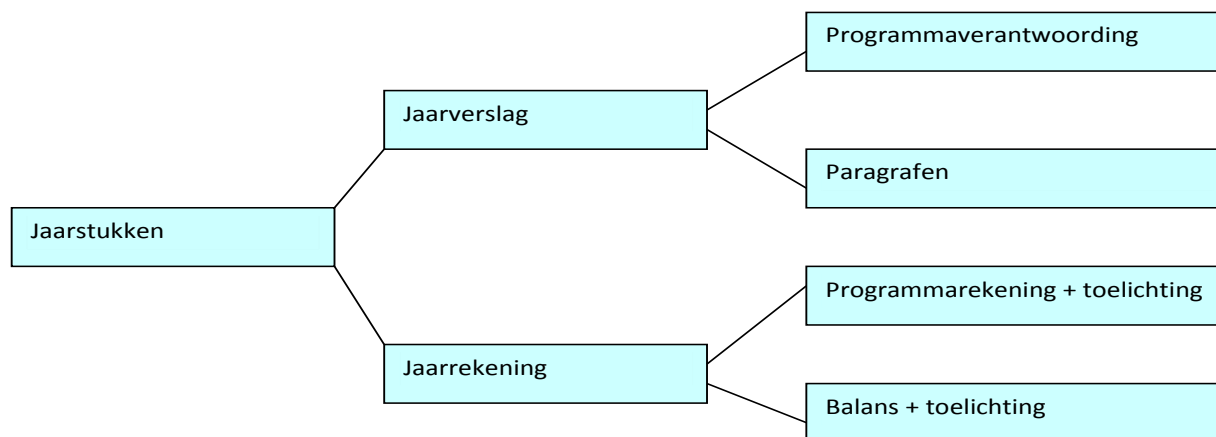 Programmaverantwoording
Jaarverslag
Paragrafen
Jaarstukken
Programmarekening + toelichting
Jaarrekening
Balans + toelichting